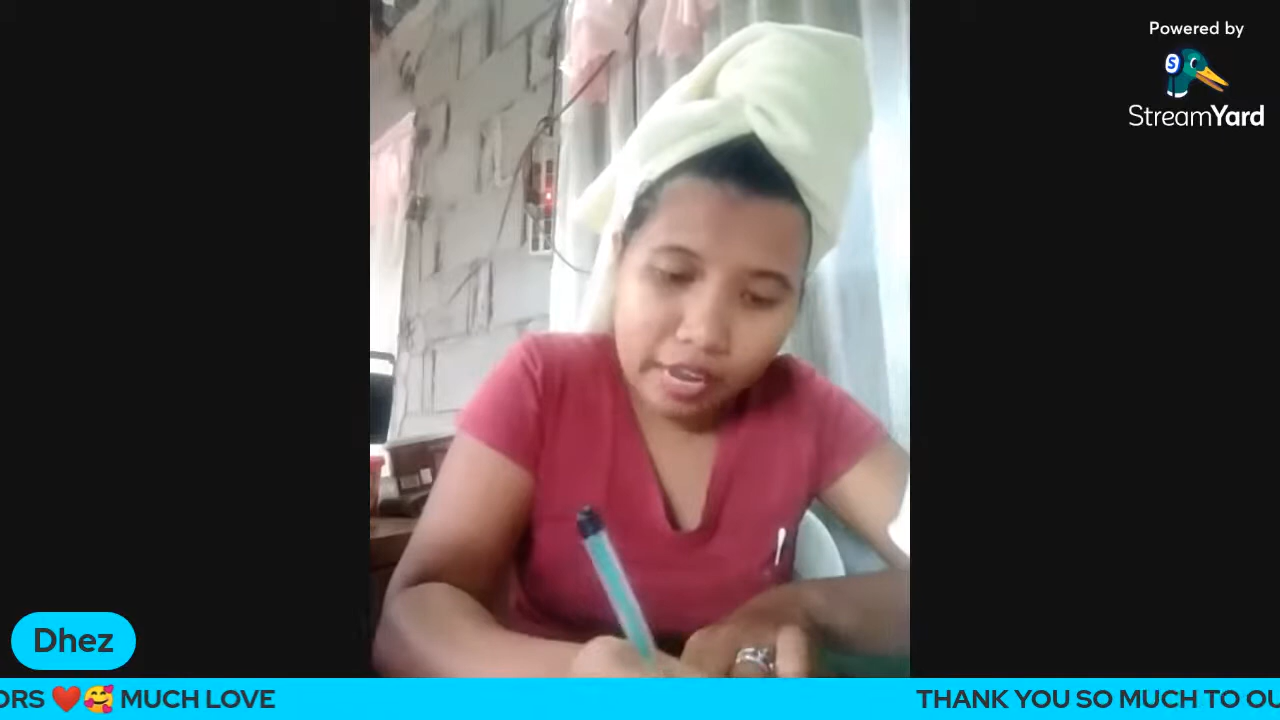 Powered by
S
StreamYard
Dhez
ORS ❤️🥰 MUCH LOVE
THANK YOU SO MUCH TO OU